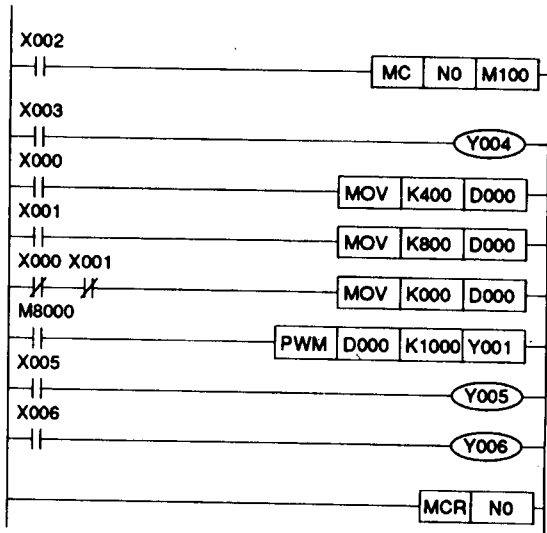 X002
MC N0 M100
X003
Y004
X000
MOV K400 D000
X001
MOV K800 D000
X000 X001
MOV K000 D000
M8000
PWM D000 K1000 Y001
X005
Y005
X006
Y006
MCR N0